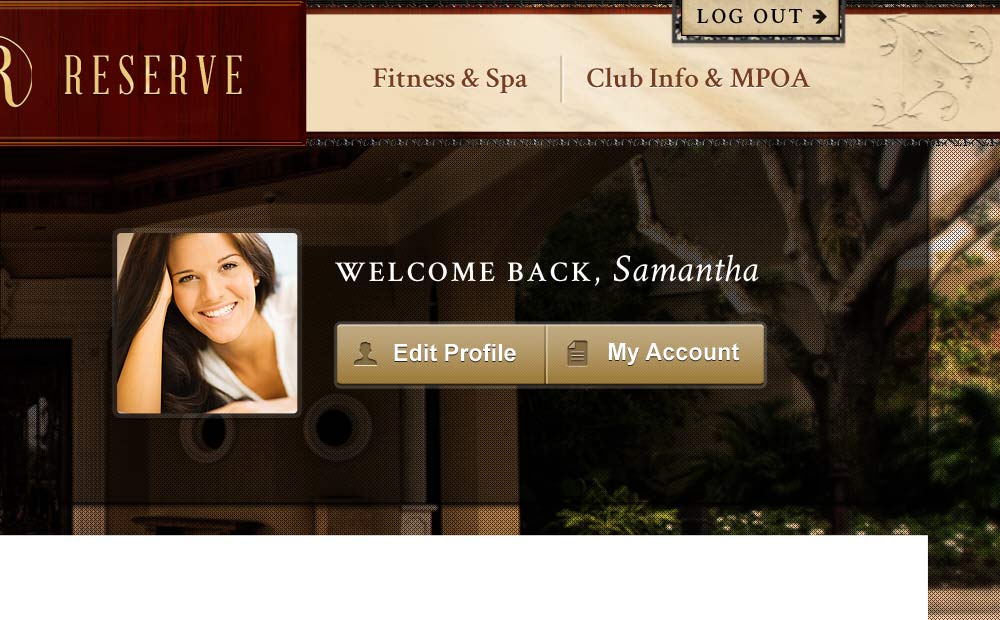 LOG OUT
R RESERVE
Fitness & Spa
Club Info & MPOA
WELCOME BACK, Samantha
Edit Profile
My Account